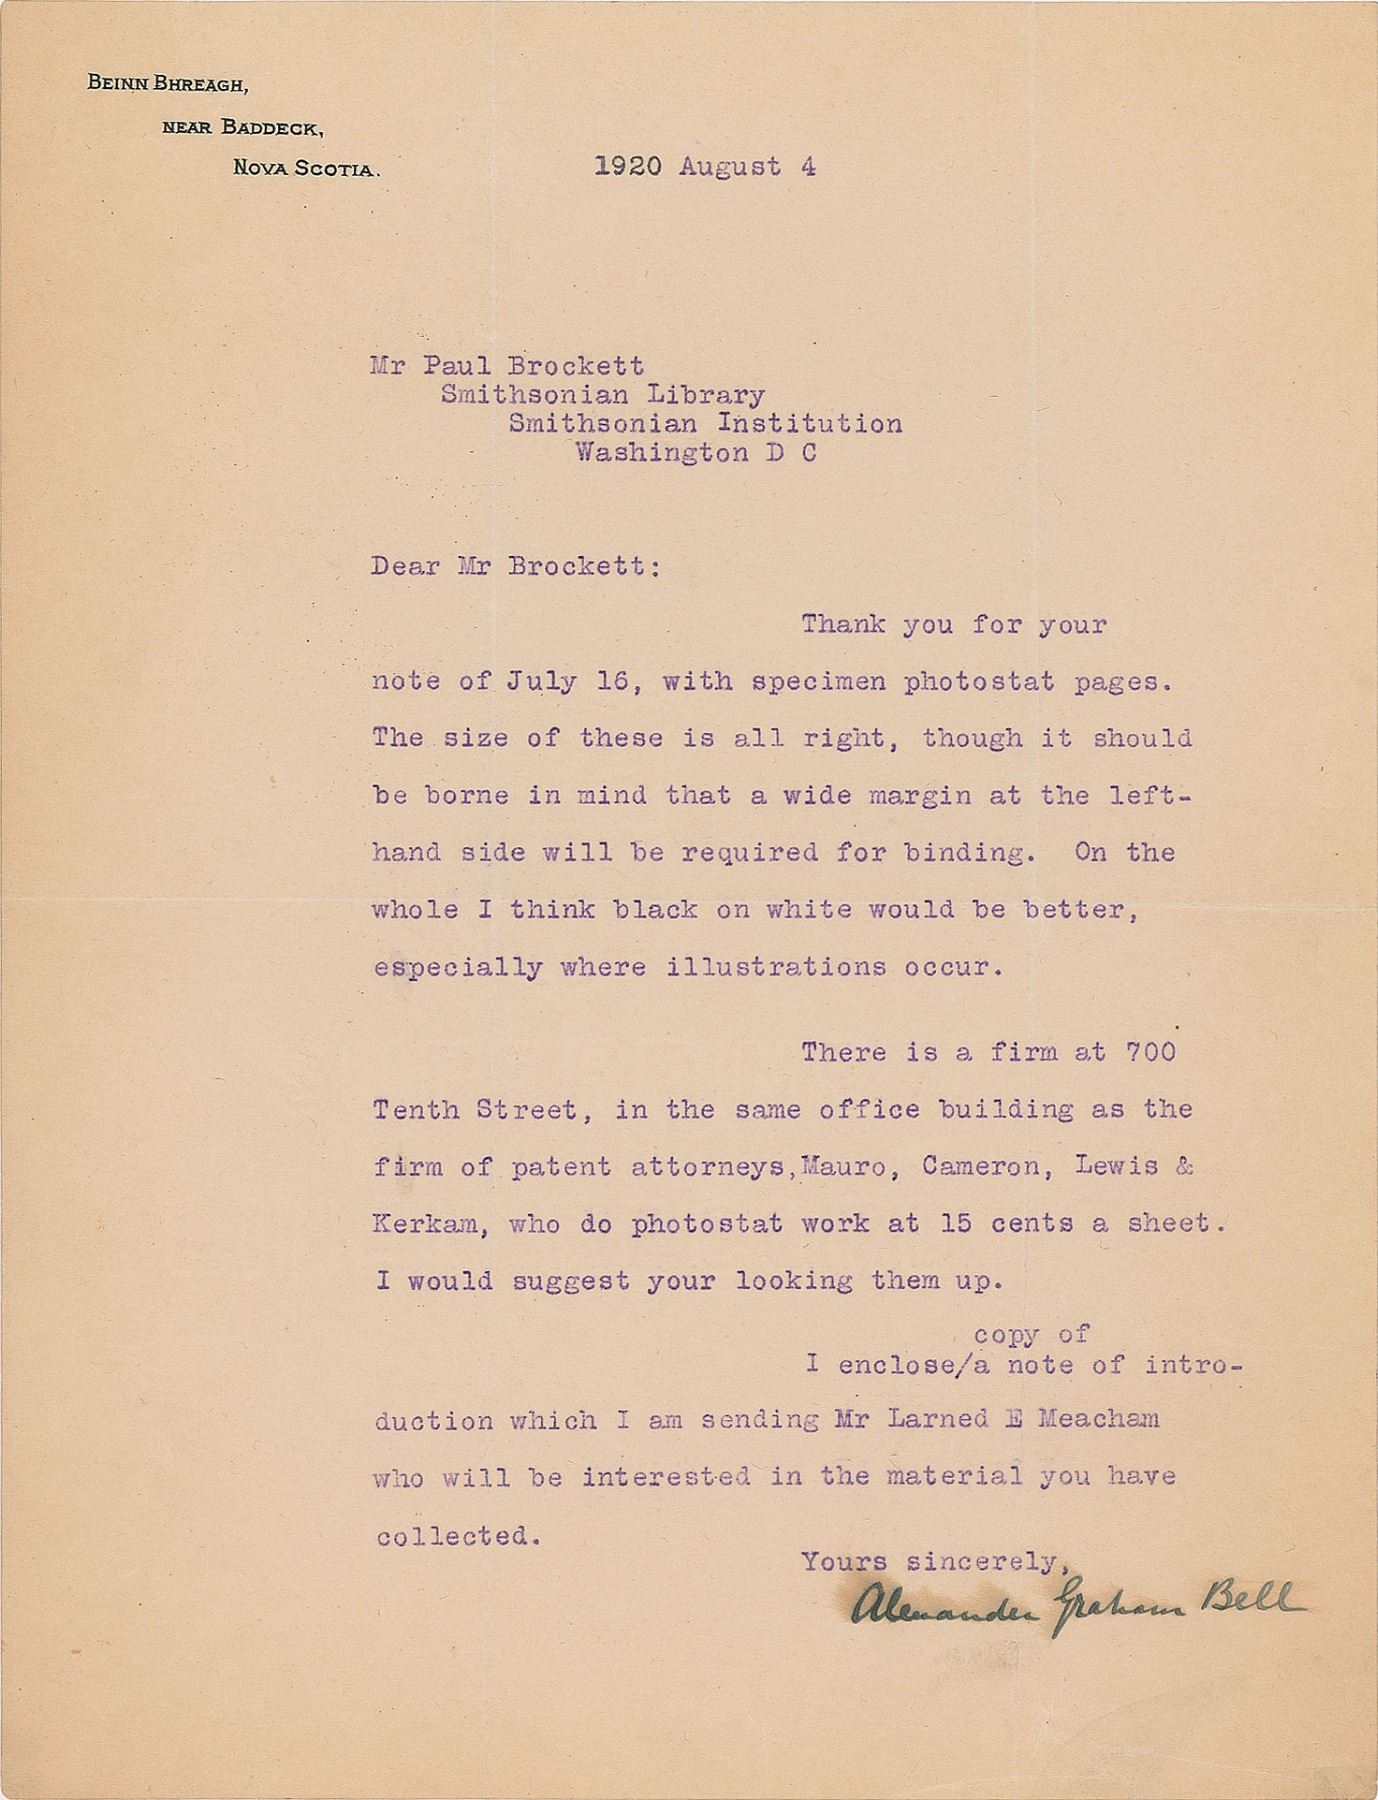 BEINN BHREAGH,
NEAR BADDECK,
NOVA SCOTIA.
1920 August 4
Mr Paul Brockett
Smithsonian Library
Smithsonian Institution
Washington D C
Dear Mr Brockett:
Thank you for your
note of July 16, with specimen photostat pages.
The size of these is all right, though it should
be borne in mind that a wide margin at the left-
hand side will be required for binding. On the
whole I think black on white would be better,
especially where illustrations occur.
There is a firm at 700
Tenth Street, in the same office building as the
firm of patent attorneys,Mauro, Cameron, Lewis &
Kerkam, who do photostat work at 15 cents a sheet.
I would suggest your looking them up.
copy of
I enclose/a note of intro-
duction which I am sending Mr Larned E Meacham
who will be interested in the material you have
collected.
Yours sincerely,
Alexander Graham Bell